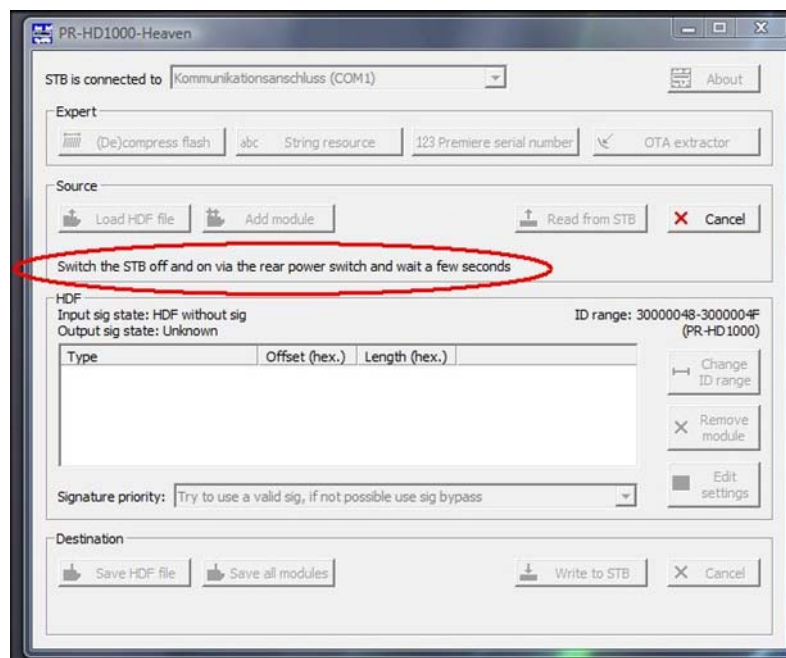 PR-HD1000-Heaven
STB is connected to Kommunikationsanschluss (COM1) About
Expert
(De)compress flash abc String resource 123 Premiere serial number OTA extractor
Source
Load HDF file Add module Read from STB Cancel
Switch the STB off and on via the rear power switch and wait a few seconds
HDF
Input sig state: HDF without sig ID range: 30000048-3000004F
Output sig state: Unknown (PR-HD1000)
Type Offset (hex.) Length (hex.)
Change
ID range
Remove
module
Edit
settings
Signature priority: Try to use a valid sig, if not possible use sig bypass
Destination
Save HDF file Save all modules Write to STB Cancel